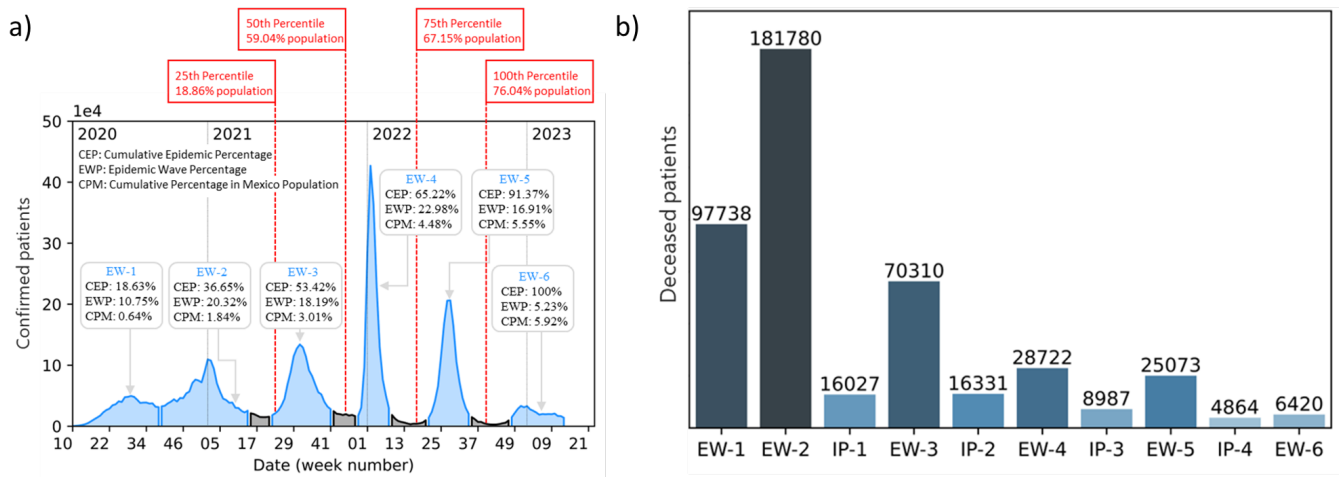 a)
50th Percentile
59.04% population
75th Percentile
67.15% population
25th Percentile
18.86% population
100th Percentile
76.04% population
1e4
50
40
30
20
10
0
Confirmed patients
2020
2021
2022
2023
CEP: Cumulative Epidemic Percentage
EWP: Epidemic Wave Percentage
CPM: Cumulative Percentage in Mexico Population
EW-1
CEP: 18.63%
EWP: 10.75%
CPM: 0.64%
EW-2
CEP: 36.65%
EWP: 20.32%
CPM: 1.84%
EW-3
CEP: 53.42%
EWP: 18.19%
CPM: 3.01%
EW-4
CEP: 65.22%
EWP: 22.98%
CPM: 4.48%
EW-5
CEP: 91.37%
EWP: 16.91%
CPM: 5.55%
EW-6
CEP: 100%
EWP: 5.23%
CPM: 5.92%
10 22 34 46 05 17 29 41 01 13 25 37 49 09 21
Date (week number)
b)
Deceased patients
97738
181780
16027
70310
16331
28722
8987
25073
4864
6420
EW-1 EW-2 IP-1 EW-3 IP-2 EW-4 IP-3 EW-5 IP-4 EW-6